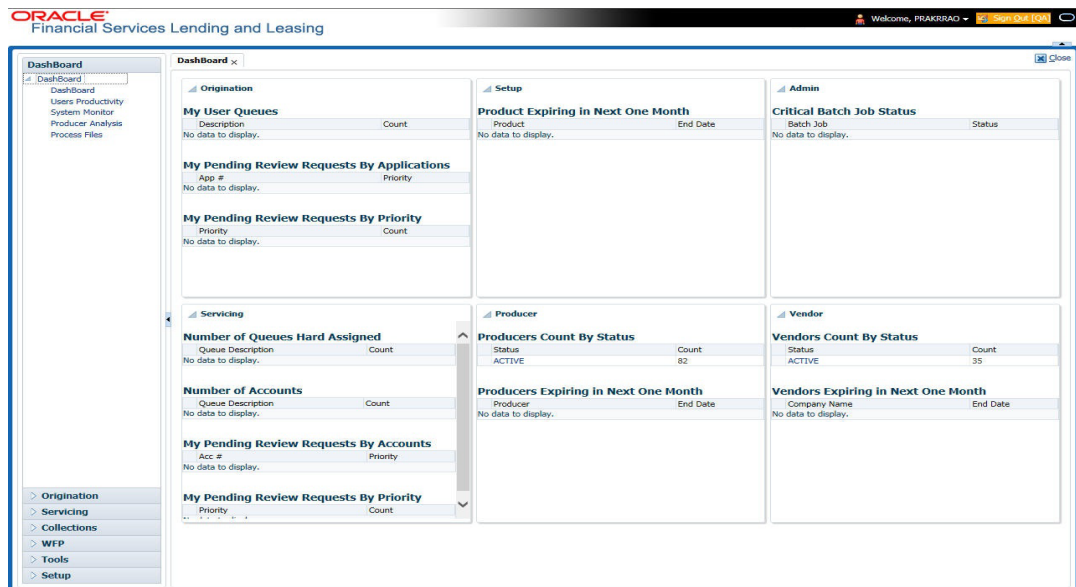 ORACLE
Financial Services Lending and Leasing
Welcome, PRAKRRAO
Sign Out [QA]
DashBoard
DashBoard
DashBoard
Users Productivity
System Monitor
Producer Analysis
Process Files
Origination
Servicing
Collections
WFP
Tools
Setup
DashBoard
Close
Origination
My User Queues
Description Count
No data to display.
My Pending Review Requests By Applications
App # Priority
No data to display.
My Pending Review Requests By Priority
Priority Count
No data to display.
Setup
Product Expiring in Next One Month
Product End Date
No data to display.
Admin
Critical Batch Job Status
Batch Job Status
No data to display.
Servicing
Number of Queues Hard Assigned
Queue Description Count
No data to display.
Number of Accounts
Queue Description Count
No data to display.
My Pending Review Requests By Accounts
Acc # Priority
No data to display.
My Pending Review Requests By Priority
Priority Count
Producer
Producers Count By Status
Status Count
ACTIVE 82
Producers Expiring in Next One Month
Producer End Date
No data to display.
Vendor
Vendors Count By Status
Status Count
ACTIVE 35
Vendors Expiring in Next One Month
Company Name End Date
No data to display.